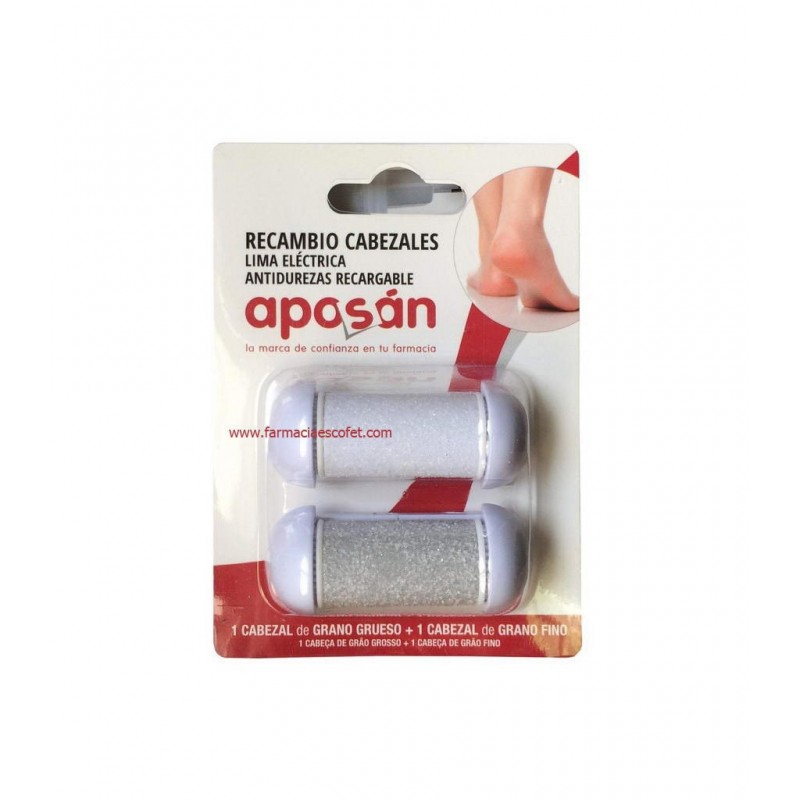 RECAMBIO CABEZALES
LIMA ELÉCTRICA
ANTIDUREZAS RECARGABLE
aposán
la marca de confianza en tu farmacia
www.farmaciaescofet.com
1 CABEZAL de GRANO GRUESO + 1 CABEZAL de GRANO FINO
1 CABEÇA DE GRÃO GROSSO + 1 CABEÇA DE GRÃO FINO